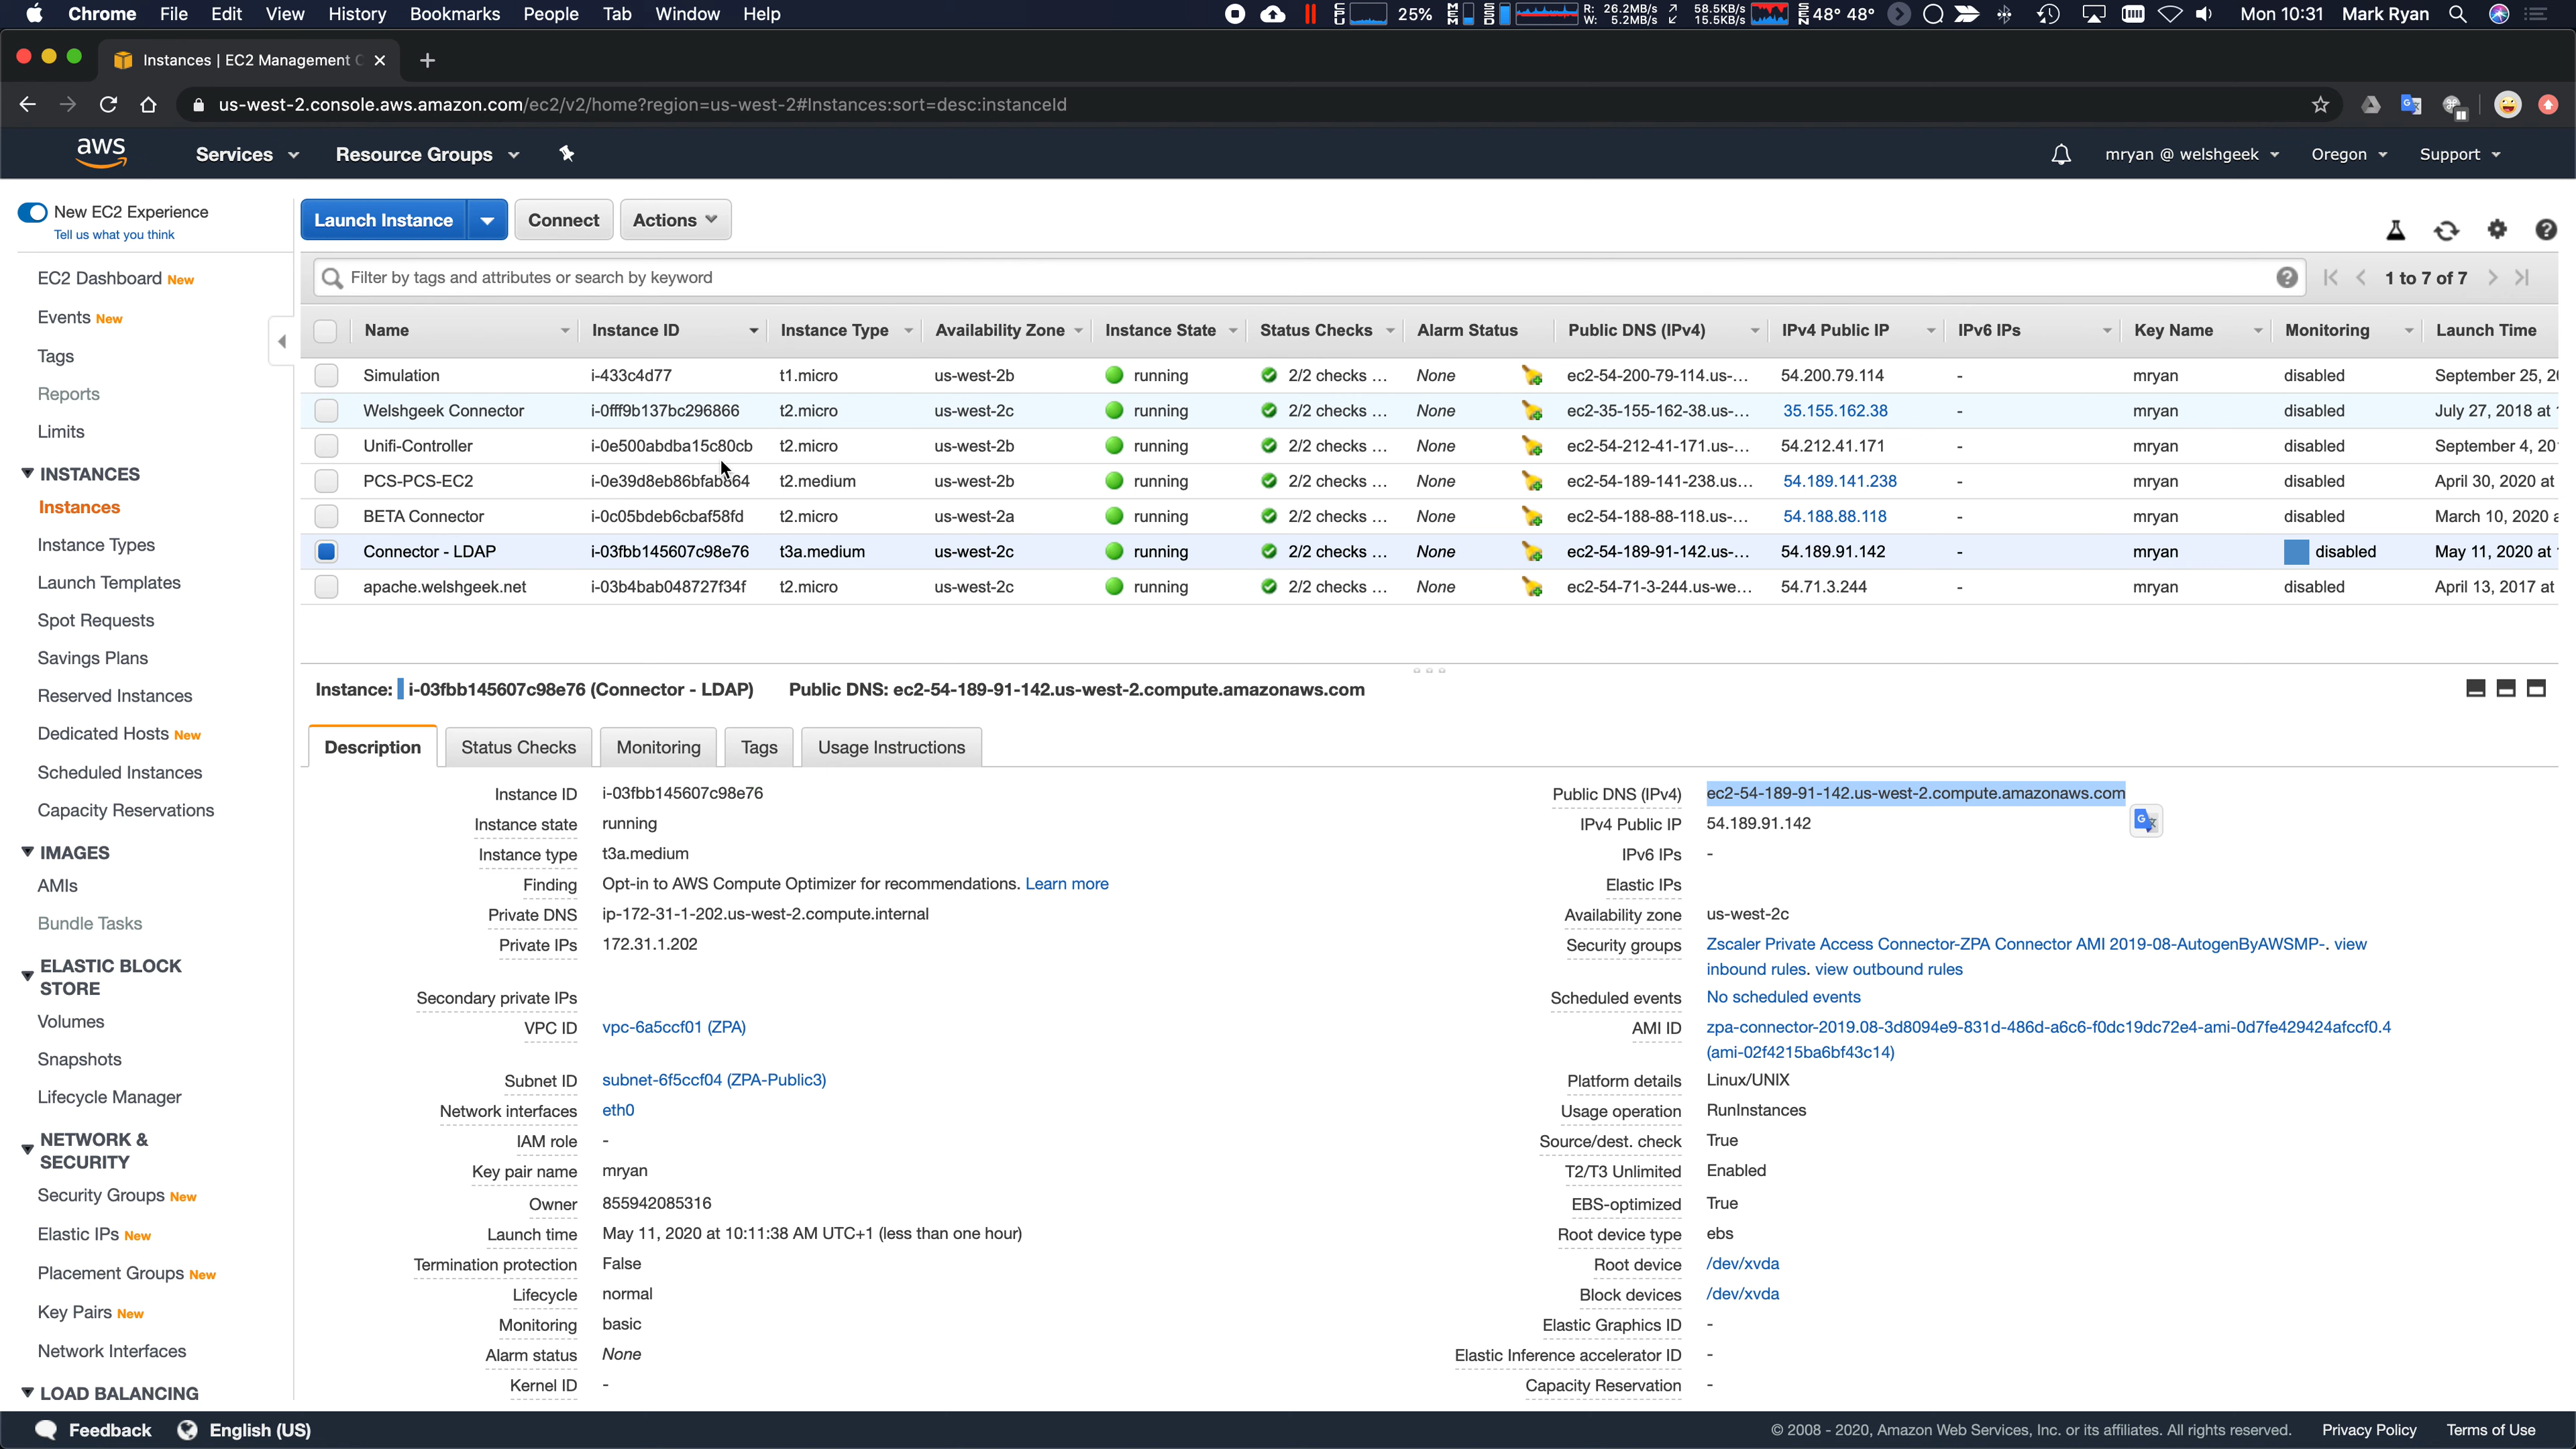 Chrome File Edit View History Bookmarks People Tab Window Help 25% R: 26.2MB/s W: 5.2MB/s 58.5KB/s 15.5KB/s 48° 48° Mon 10:31 Mark Ryan
Instances | EC2 Management C
us-west-2.console.aws.amazon.com/ec2/v2/home?region=us-west-2#Instances:sort=desc:instanceId
aws Services Resource Groups mryan @ welshgeek Oregon Support
New EC2 Experience
Tell us what you think
EC2 Dashboard New
Events New
Tags
Reports
Limits
INSTANCES
Instances
Instance Types
Launch Templates
Spot Requests
Savings Plans
Reserved Instances
Dedicated Hosts New
Scheduled Instances
Capacity Reservations
IMAGES
AMIs
Bundle Tasks
ELASTIC BLOCK
STORE
Volumes
Snapshots
Lifecycle Manager
NETWORK &
SECURITY
Security Groups New
Elastic IPs New
Placement Groups New
Key Pairs New
Network Interfaces
LOAD BALANCING
Launch Instance Connect Actions
Filter by tags and attributes or search by keyword 1 to 7 of 7
Name Instance ID Instance Type Availability Zone Instance State Status Checks Alarm Status Public DNS (IPv4) IPv4 Public IP IPv6 IPs Key Name Monitoring Launch Time
Simulation i-433c4d77 t1.micro us-west-2b running 2/2 checks ... None ec2-54-200-79-114.us-... 54.200.79.114 - mryan disabled September 25, 2
Welshgeek Connector i-0fff9b137bc296866 t2.micro us-west-2c running 2/2 checks ... None ec2-35-155-162-38.us-... 35.155.162.38 - mryan disabled July 27, 2018 at
Unifi-Controller i-0e500abdba15c80cb t2.micro us-west-2b running 2/2 checks ... None ec2-54-212-41-171.us-... 54.212.41.171 - mryan disabled September 4, 20
PCS-PCS-EC2 i-0e39d8eb86bfab864 t2.medium us-west-2b running 2/2 checks ... None ec2-54-189-141-238.us... 54.189.141.238 - mryan disabled April 30, 2020 at
BETA Connector i-0c05bdeb6cbaf58fd t2.micro us-west-2a running 2/2 checks ... None ec2-54-188-88-118.us-... 54.188.88.118 - mryan disabled March 10, 2020
Connector - LDAP i-03fbb145607c98e76 t3a.medium us-west-2c running 2/2 checks ... None ec2-54-189-91-142.us-... 54.189.91.142 - mryan disabled May 11, 2020 at
apache.welshgeek.net i-03b4bab048727f34f t2.micro us-west-2c running 2/2 checks ... None ec2-54-71-3-244.us-we... 54.71.3.244 - mryan disabled April 13, 2017 at
Instance: i-03fbb145607c98e76 (Connector - LDAP) Public DNS: ec2-54-189-91-142.us-west-2.compute.amazonaws.com
Description Status Checks Monitoring Tags Usage Instructions
Instance ID i-03fbb145607c98e76
Instance state running
Instance type t3a.medium
Finding Opt-in to AWS Compute Optimizer for recommendations. Learn more
Private DNS ip-172-31-1-202.us-west-2.compute.internal
Private IPs 172.31.1.202
Secondary private IPs
VPC ID vpc-6a5ccf01 (ZPA)
Subnet ID subnet-6f5ccf04 (ZPA-Public3)
Network interfaces eth0
IAM role -
Key pair name mryan
Owner 855942085316
Launch time May 11, 2020 at 10:11:38 AM UTC+1 (less than one hour)
Termination protection False
Lifecycle normal
Monitoring basic
Alarm status None
Kernel ID -
Public DNS (IPv4) ec2-54-189-91-142.us-west-2.compute.amazonaws.com
IPv4 Public IP 54.189.91.142
IPv6 IPs -
Elastic IPs
Availability zone us-west-2c
Security groups Zscaler Private Access Connector-ZPA Connector AMI 2019-08-AutogenByAWSMP-. view
inbound rules. view outbound rules
Scheduled events No scheduled events
AMI ID zpa-connector-2019.08-3d8094e9-831d-486d-a6c6-f0dc19dc72e4-ami-0d7fe429424afccf0.4
(ami-02f4215ba6bf43c14)
Platform details Linux/UNIX
Usage operation RunInstances
Source/dest. check True
T2/T3 Unlimited Enabled
EBS-optimized True
Root device type ebs
Root device /dev/xvda
Block devices /dev/xvda
Elastic Graphics ID -
Elastic Inference accelerator ID -
Capacity Reservation -
Feedback English (US) © 2008 - 2020, Amazon Web Services, Inc. or its affiliates. All rights reserved. Privacy Policy Terms of Use